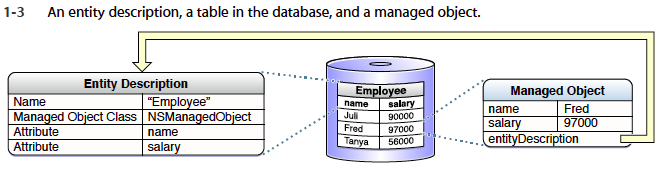 1-3 An entity description, a table in the database, and a managed object.
Entity Description
Name "Employee"
Managed Object Class NSManagedObject
Attribute name
Attribute salary
Employee
name salary
Juli 90000
Fred 97000
Tanya 56000
Managed Object
name Fred
salary 97000
entityDescription